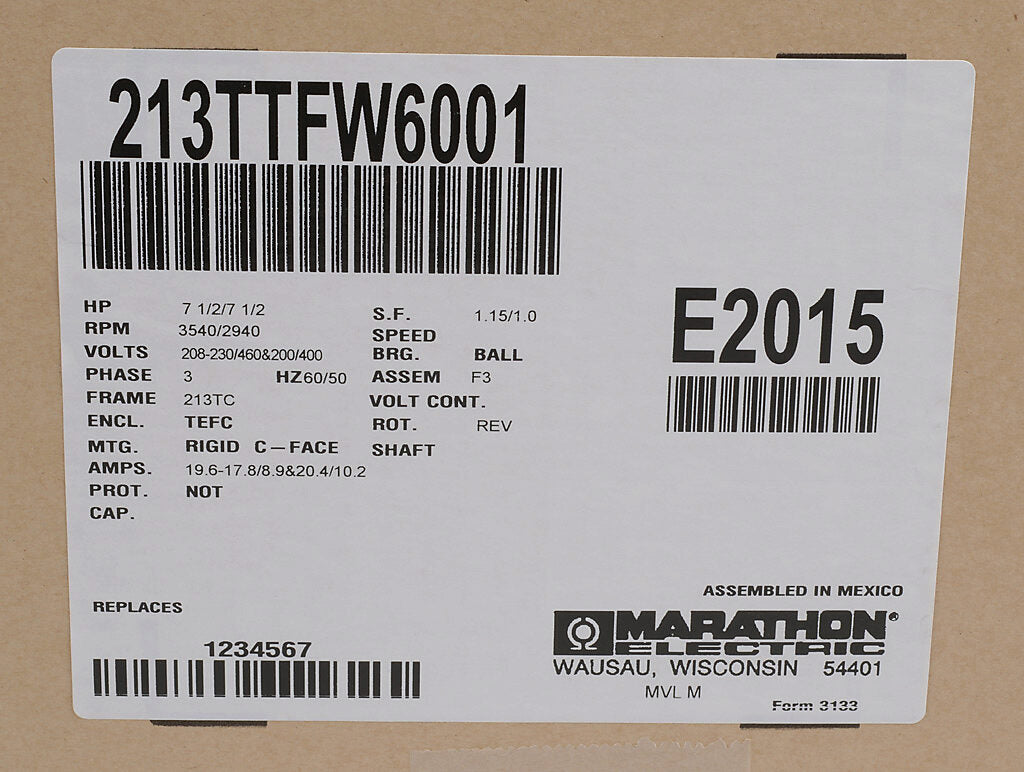 213TTFW6001
HP 7 1/2/7 1/2
RPM 3540/2940
VOLTS 208-230/460&200/400
PHASE 3 HZ60/50
FRAME 213TC
ENCL. TEFC
MTG. RIGID C-FACE
AMPS. 19.6-17.8/8.9&20.4/10.2
PROT. NOT
CAP.
S.F. 1.15/1.0
SPEED
BRG. BALL
ASSEM F3
VOLT CONT.
ROT. REV
SHAFT
E2015
REPLACES
1234567
ASSEMBLED IN MEXICO
MARATHON®
ELECTRIC
WAUSAU, WISCONSIN 54401
MVL M
Form 3133